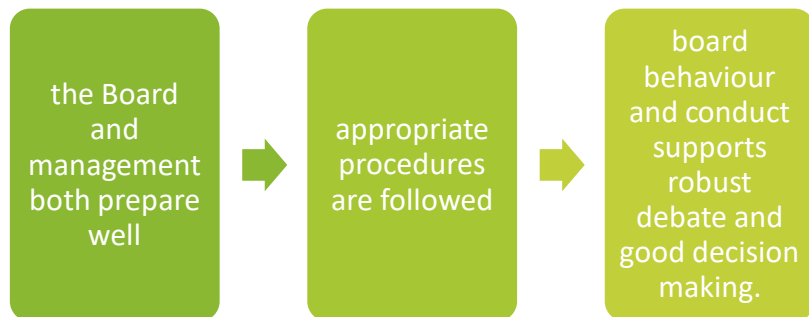 the Board
and
management
both prepare
well
appropriate
procedures
are followed
board
behaviour
and conduct
supports
robust
debate and
good decision
making.